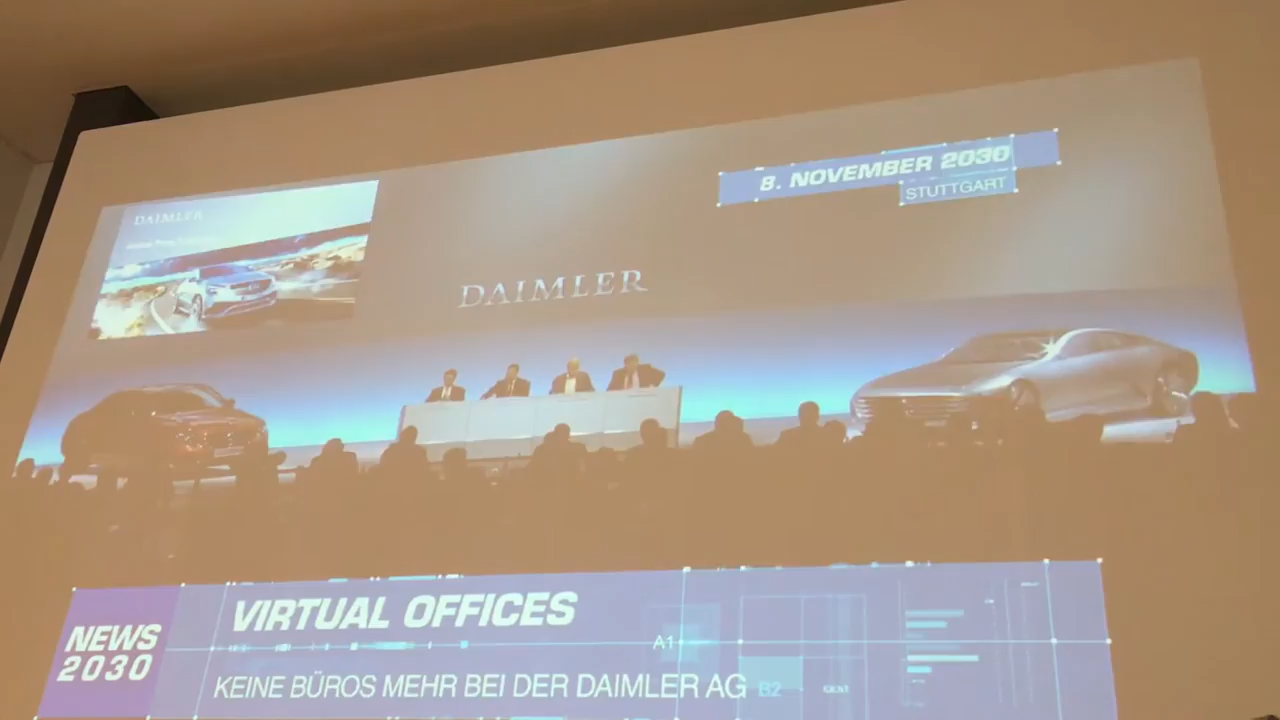 8. NOVEMBER 2030
STUTTGART
DAIMLER
DAIMLER
VIRTUAL OFFICES
NEWS
2030
A1
KEINE BÜROS MEHR BEI DER DAIMLER AG
B2